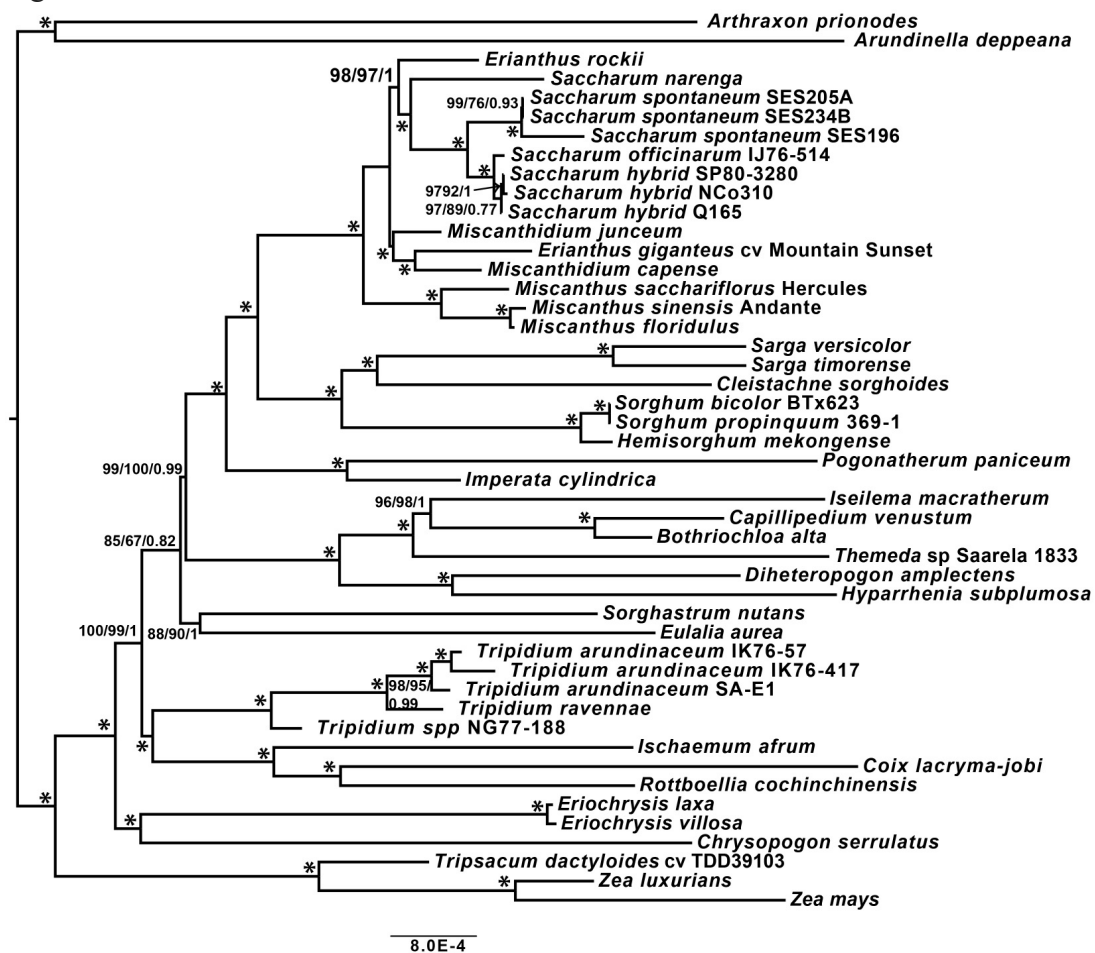 *
Arthraxon prionodes
Arundinella deppeana
Erianthus rockii
98/97/1
Saccharum narenga
99/76/0.93
Saccharum spontaneum SES205A
*
Saccharum spontaneum SES234B
*
*
Saccharum spontaneum SES196
Saccharum officinarum IJ76-514
*
Saccharum hybrid SP80-3280
9792/1
Saccharum hybrid NCo310
97/89/0.77
Saccharum hybrid Q165
*
Miscanthidium junceum
*
Erianthus giganteus cv Mountain Sunset
*
Miscanthidium capense
*
Miscanthus sacchariflorus Hercules
*
*
Miscanthus sinensis Andante
Miscanthus floridulus
*
Sarga versicolor
*
Sarga timorense
*
Cleistachne sorghoides
*
*
Sorghum bicolor BTx623
*
Sorghum propinquum 369-1
Hemisorghum mekongense
*
Pogonatherum paniceum
99/100/0.99
Imperata cylindrica
96/98/1
Iseilema macratherum
*
*
Capillipedium venustum
Bothriochloa alta
85/67/0.82
*
Themeda sp Saarela 1833
*
Diheteropogon amplectens
Hyparrhenia subplumosa
Sorghastrum nutans
100/99/1
88/90/1
Eulalia aurea
*
Tripidium arundinaceum IK76-57
*
Tripidium arundinaceum IK76-417
*
98/95/
Tripidium arundinaceum SA-E1
*
0.99
Tripidium ravennae
*
Tripidium spp NG77-188
*
*
Ischaemum afrum
*
Coix lacryma-jobi
Rottboellia cochinchinensis
*
*
Eriochrysis laxa
*
Eriochrysis villosa
Chrysopogon serrulatus
*
Tripsacum dactyloides cv TDD39103
*
Zea luxurians
Zea mays
8.0E-4